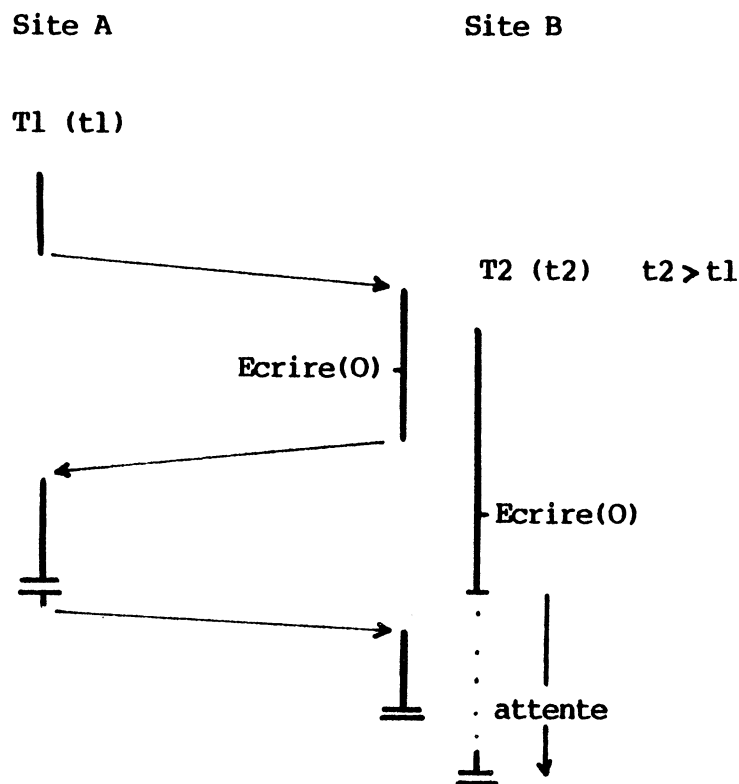 Site A
Site B
T1 (t1)
T2 (t2) t2>t1
Ecrire(O)
Ecrire(O)
attente